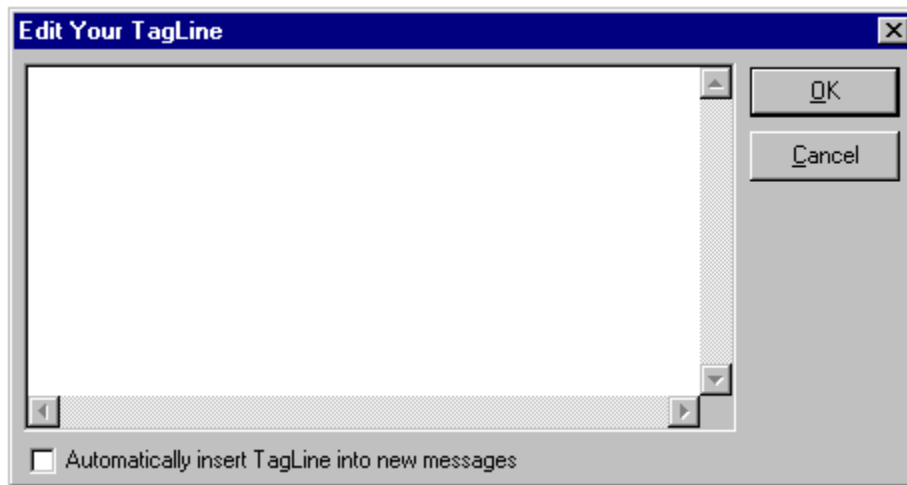 Edit Your TagLine
OK
Cancel
Automatically insert TagLine into new messages